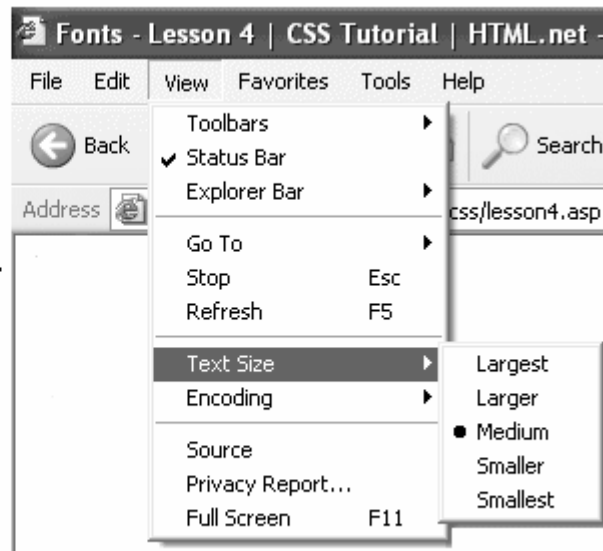 Fonts - Lesson 4 | CSS Tutorial | HTML.net -
File Edit View Favorites Tools Help
Back Search
Address css/lesson4.asp
Toolbars
Status Bar
Explorer Bar
Go To
Stop Esc
Refresh F5
Text Size
Encoding
Source
Privacy Report...
Full Screen F11
Largest
Larger
Medium
Smaller
Smallest